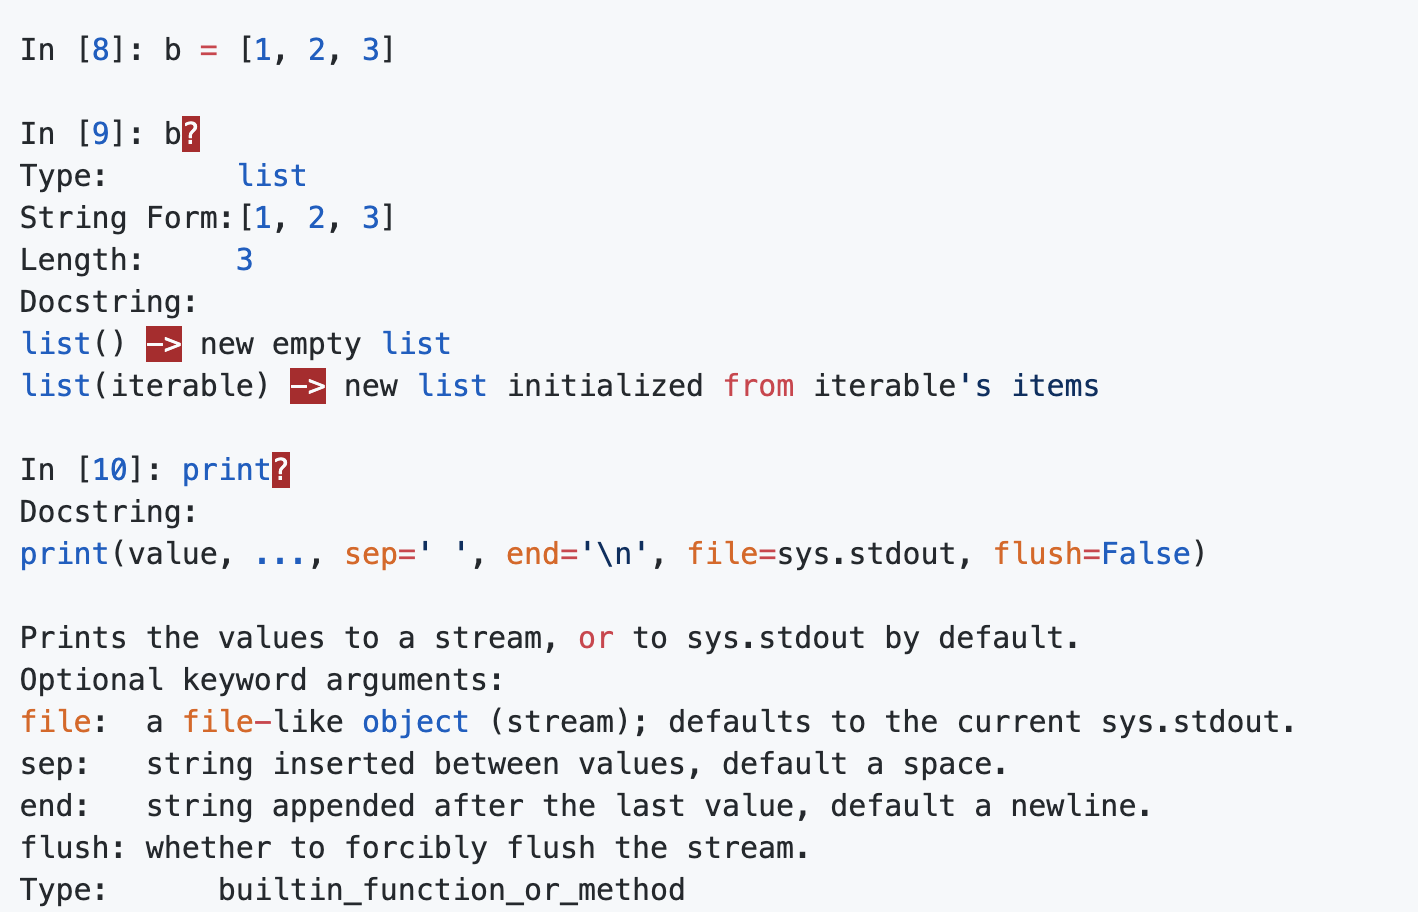 In [8]: b = [1, 2, 3]

In [9]: b?
Type:       list
String Form:[1, 2, 3]
Length:     3
Docstring:
list() -> new empty list
list(iterable) -> new list initialized from iterable's items

In [10]: print?
Docstring:
print(value, ..., sep=' ', end='\n', file=sys.stdout, flush=False)

Prints the values to a stream, or to sys.stdout by default.
Optional keyword arguments:
file:  a file-like object (stream); defaults to the current sys.stdout.
sep:   string inserted between values, default a space.
end:   string appended after the last value, default a newline.
flush: whether to forcibly flush the stream.
Type:      builtin_function_or_method